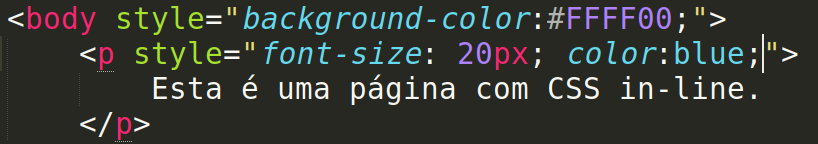 <body style="background-color:#FFFF00;">
<p style="font-size: 20px; color:blue;">
Esta é uma página com CSS in-line.
</p>